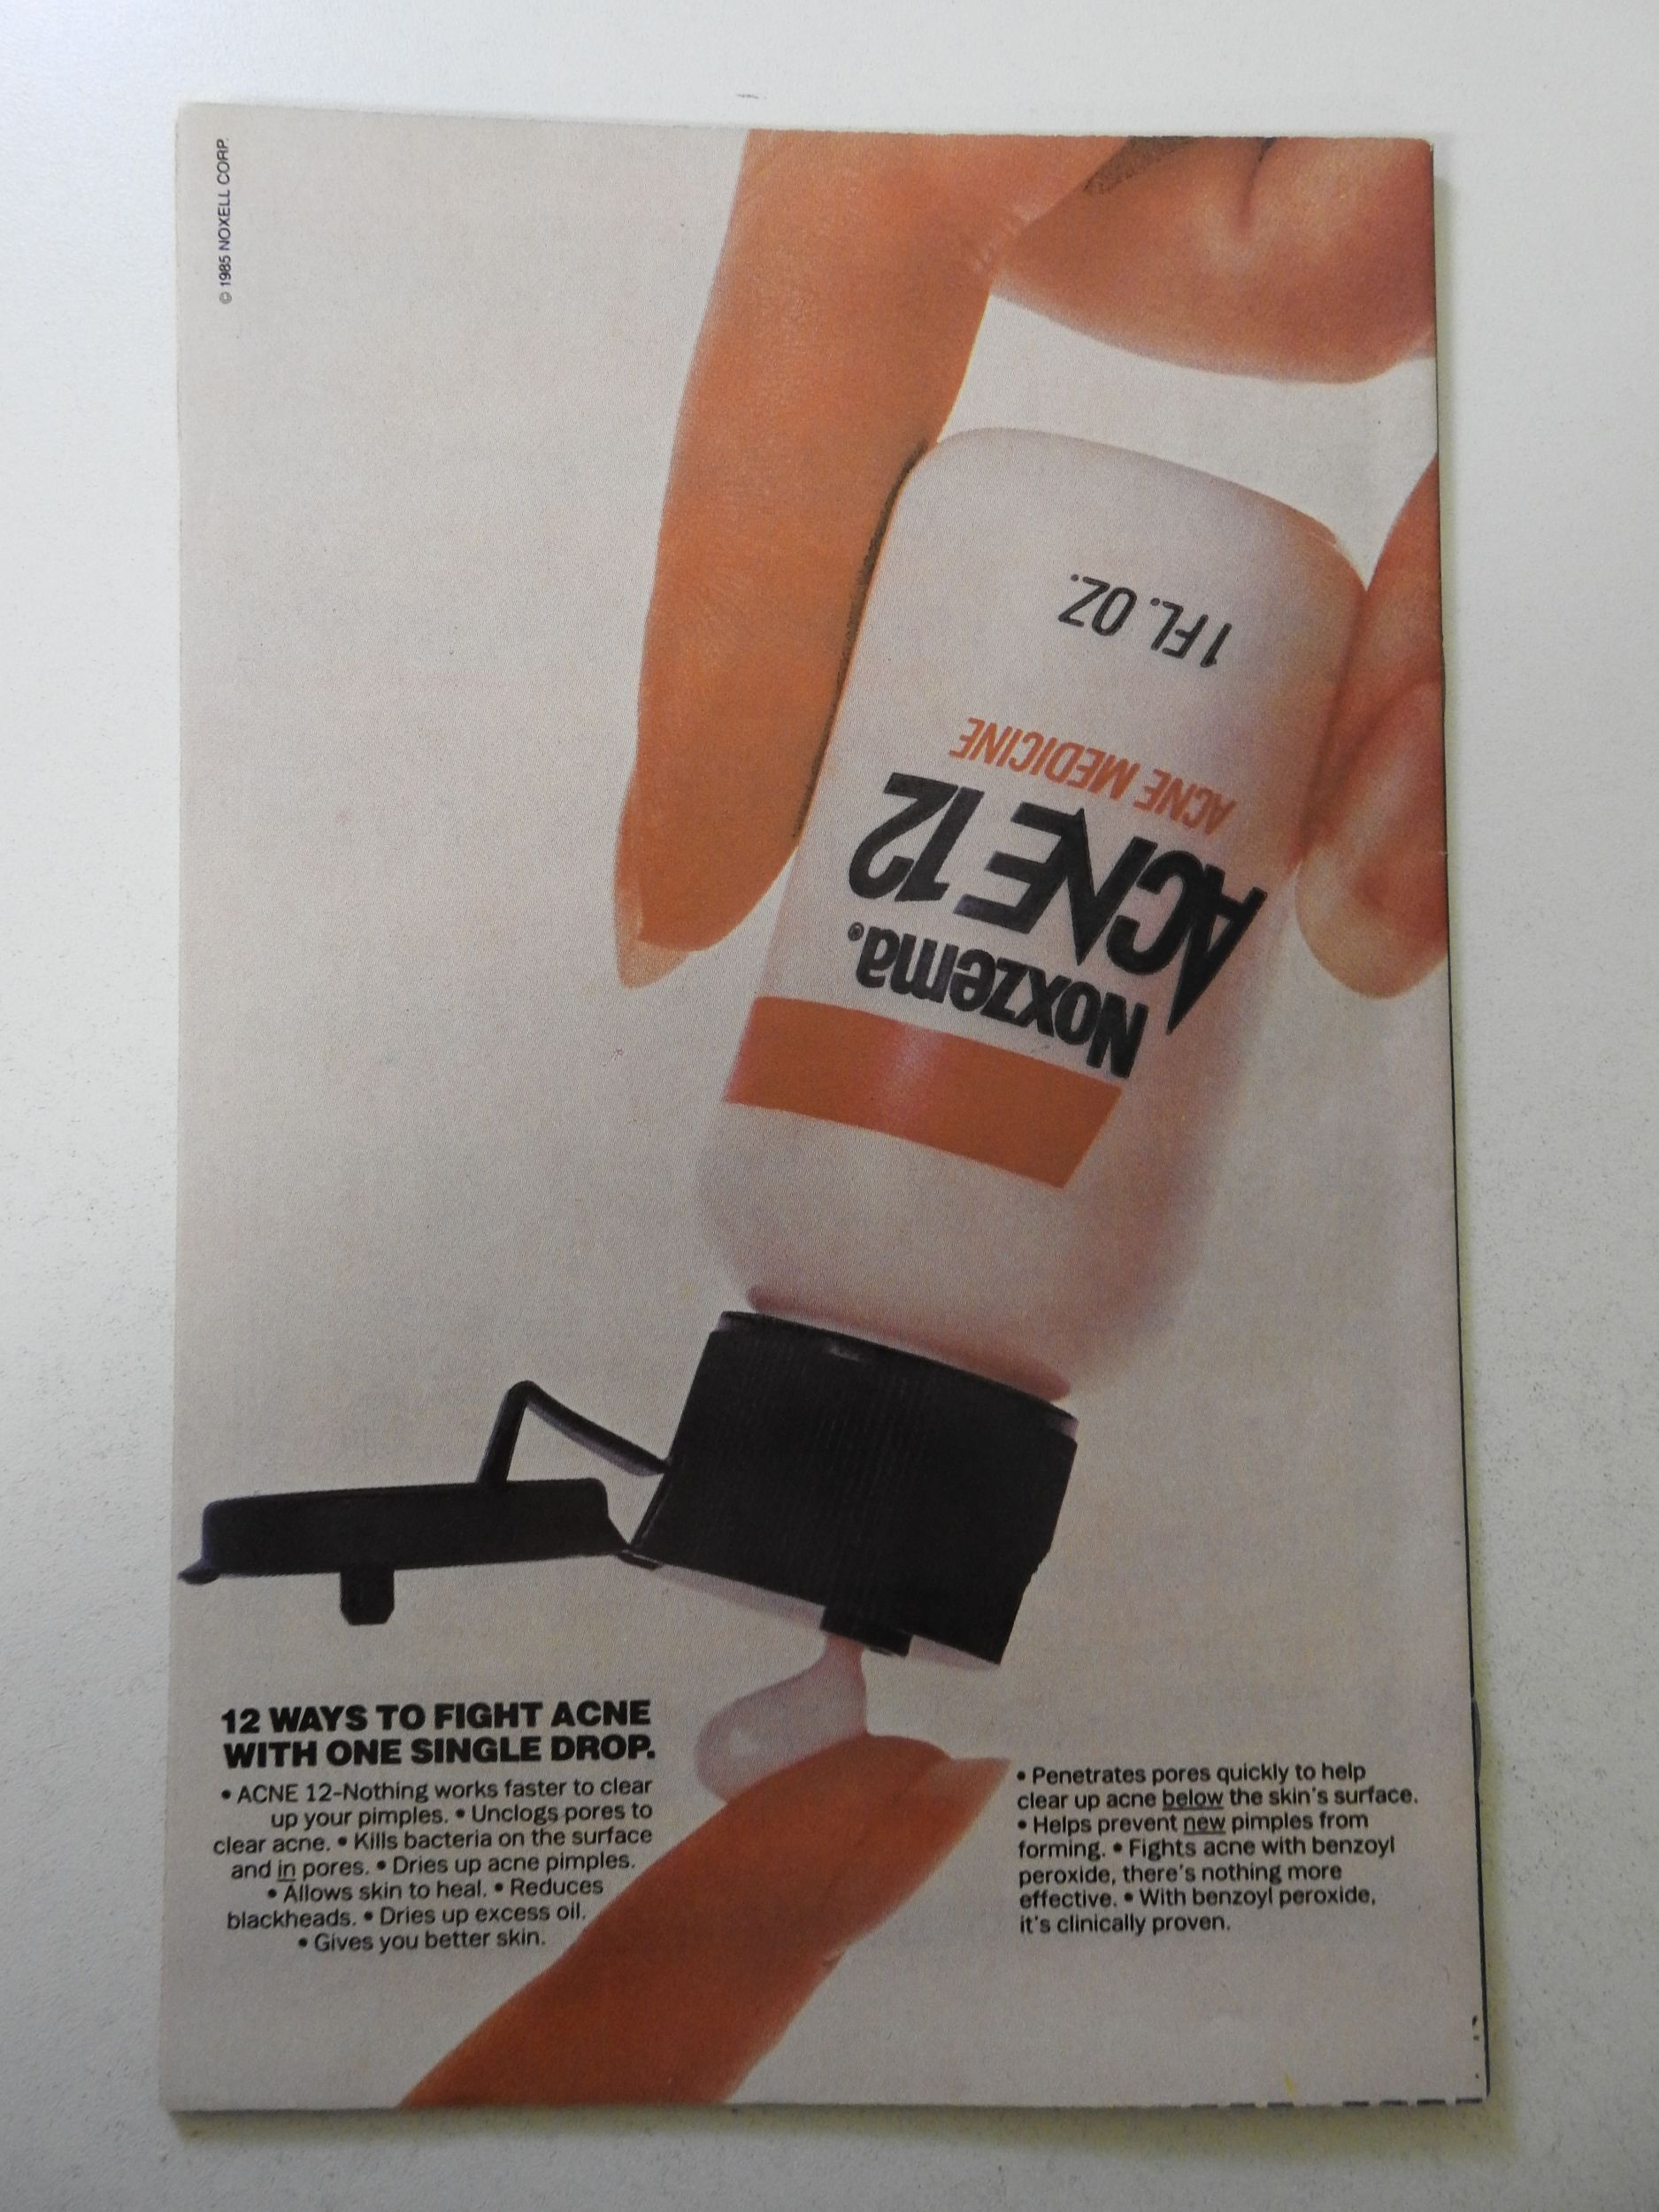 © 1985 NOXELL CORP.
1 FL. OZ.
ACNE MEDICINE
ACNE 12
Noxzema®
12 WAYS TO FIGHT ACNE
WITH ONE SINGLE DROP.
• ACNE 12–Nothing works faster to clear
up your pimples. • Unclogs pores to
clear acne. • Kills bacteria on the surface
and in pores. • Dries up acne pimples.
• Allows skin to heal. • Reduces
blackheads. • Dries up excess oil.
• Gives you better skin.
• Penetrates pores quickly to help
clear up acne below the skin's surface.
• Helps prevent new pimples from
forming. • Fights acne with benzoyl
peroxide, there's nothing more
effective. • With benzoyl peroxide,
it's clinically proven.